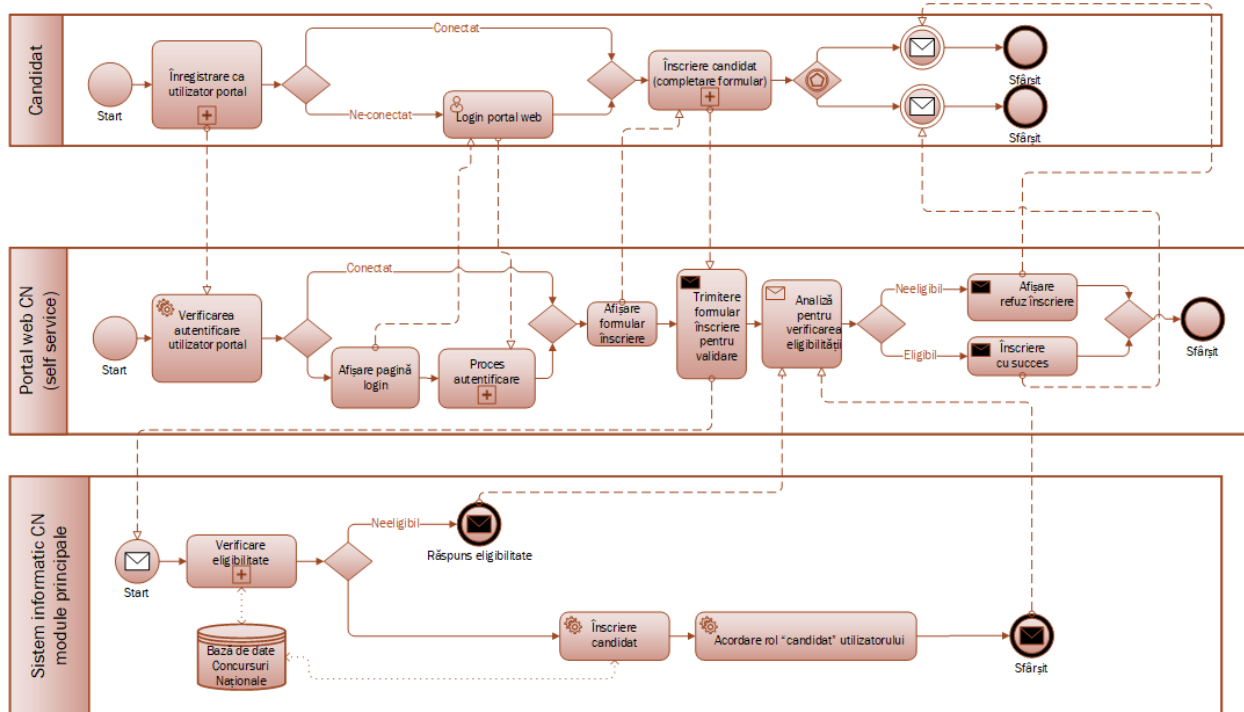 Candidat
Start
Înregistrare ca
utilizator portal
Conectat
Ne-conectat
Login portal web
Înscriere candidat
(completare formular)
Sfârșit
Sfârșit
Portal web CN
(self service)
Start
Verificarea
autentificare
utilizator portal
Conectat
Afișare pagină
login
Proces
autentificare
Afișare
formular
înscriere
Trimitere
formular
înscriere
pentru
validare
Analiză
pentru
verificarea
eligibilității
Neeligibil
Eligibil
Afișare
refuz înscriere
Înscriere
cu succes
Sfârșit
Sistem informatic CN
module principale
Start
Verificare
eligibilitate
Neeligibil
Răspuns eligibilitate
Bază de date
Concursuri
Naționale
Înscriere
candidat
Acordare rol “candidat” utilizatorului
Sfârșit